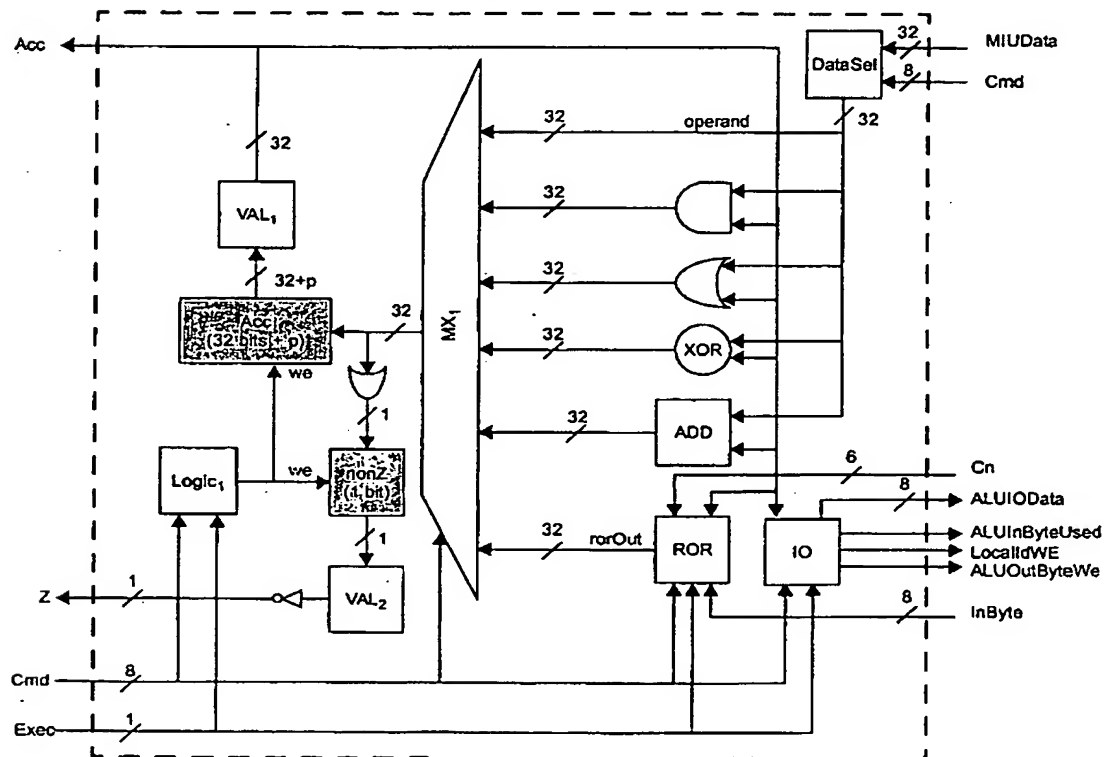 Acc
32
MIUData
DataSel
8
Cmd
32
operand
32
32
VAL1
32
32+p
32
Acc
(32 bits + p)
32
MX1
32
XOR
we
1
32
ADD
Logic1
we
nonZ
(1 bit)
6
Cn
8
ALUIOData
1
32
rorOut
ROR
IO
ALUInByteUsed
LocalIdWE
ALUOutByteWe
Z
1
VAL2
8
InByte
Cmd
8
Exec
1